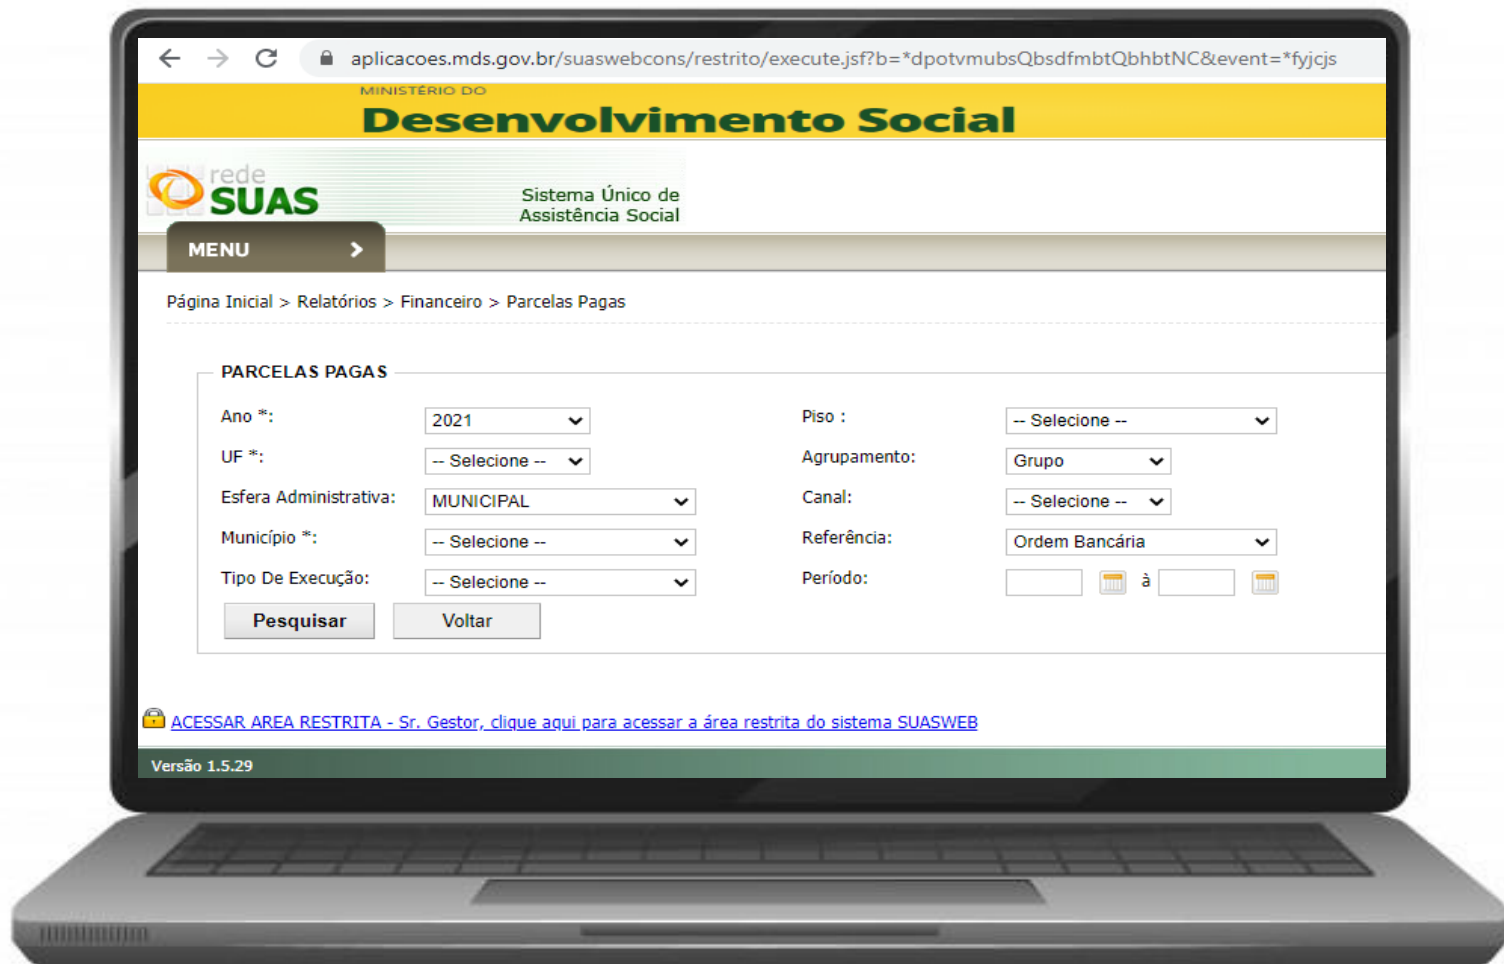 aplicacoes.mds.gov.br/suaswebcons/restrito/execute.jsf?b=*dpotvmubsQbsdfmbtQbhbtNC&event=*fyjcjs
MINISTÉRIO DO
Desenvolvimento Social
rede
SUAS
Sistema Único de
Assistência Social
MENU
Página Inicial > Relatórios > Financeiro > Parcelas Pagas
PARCELAS PAGAS
Ano *: 2021 Piso : -- Selecione --
UF *: -- Selecione -- Agrupamento: Grupo
Esfera Administrativa: MUNICIPAL Canal: -- Selecione --
Município *: -- Selecione -- Referência: Ordem Bancária
Tipo De Execução: -- Selecione -- Período: à
Pesquisar Voltar
ACESSAR AREA RESTRITA - Sr. Gestor, clique aqui para acessar a área restrita do sistema SUASWEB
Versão 1.5.29